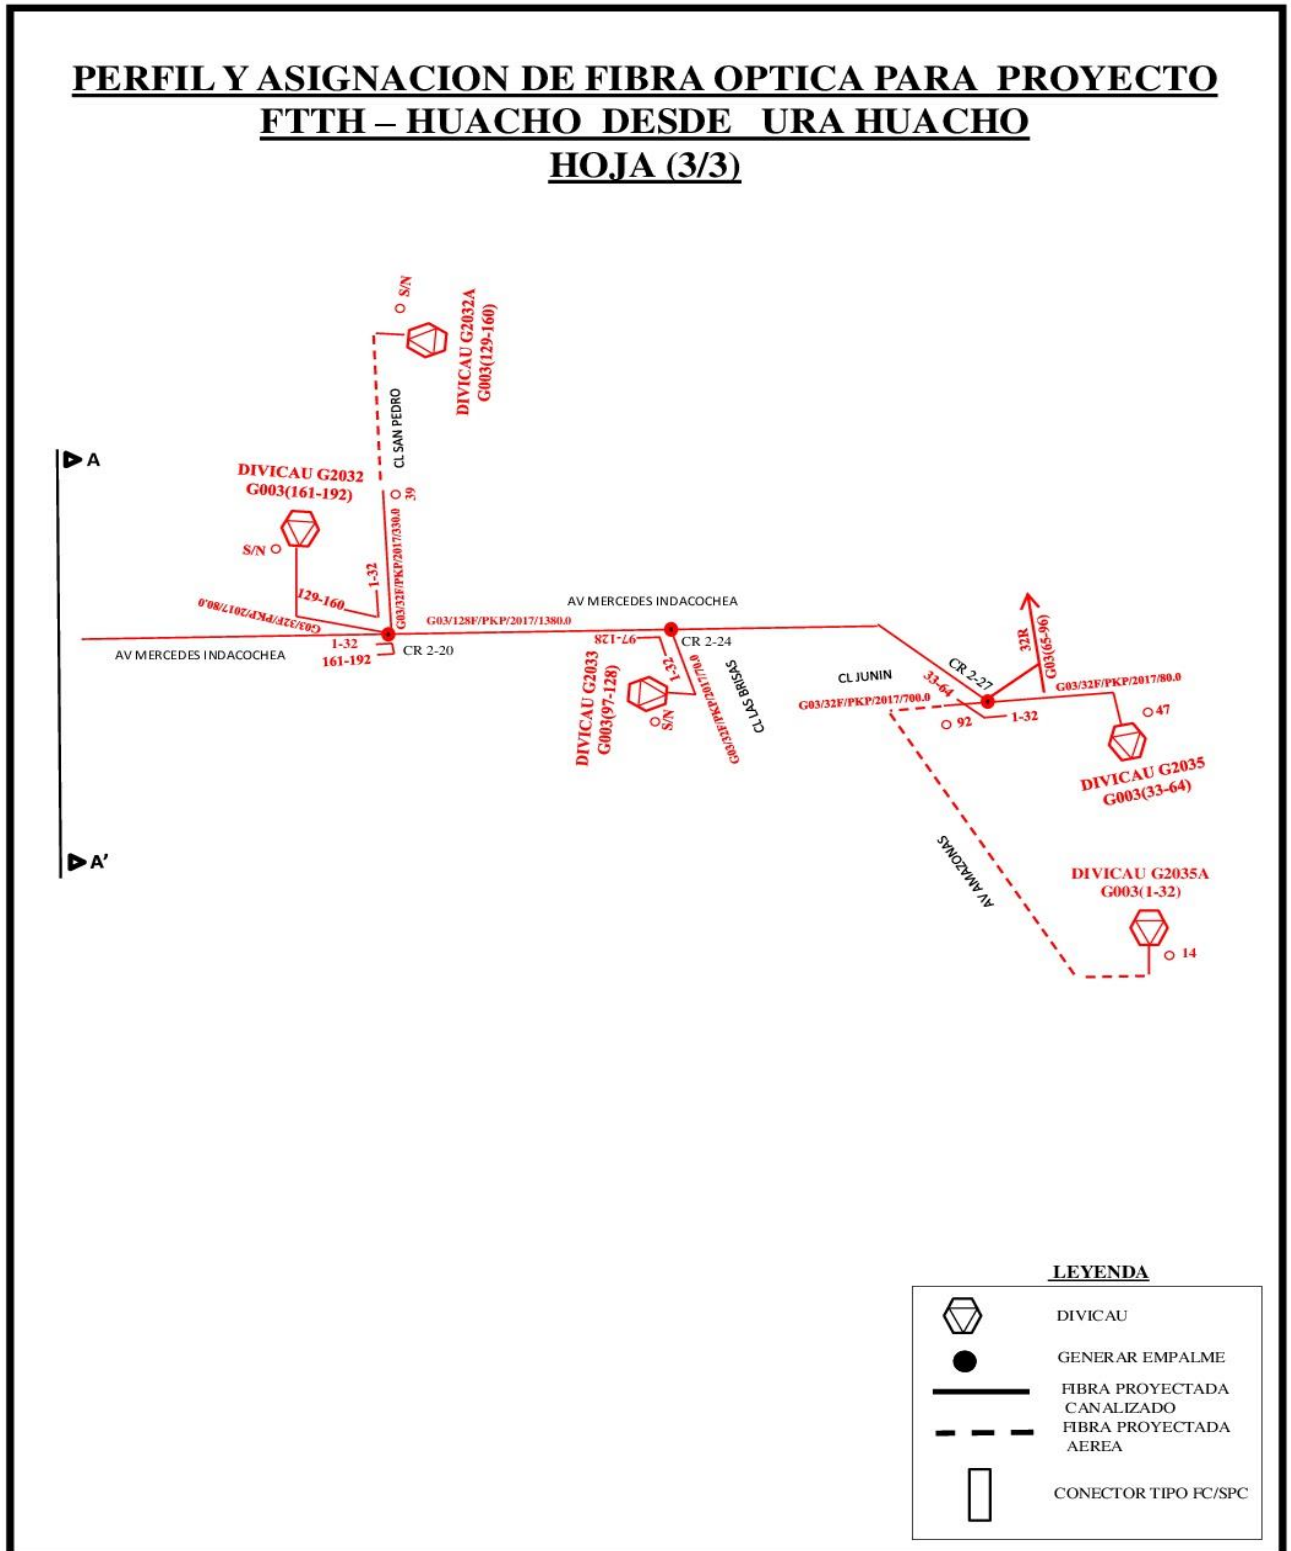 PERFIL Y ASIGNACION DE FIBRA OPTICA PARA PROYECTO
FTTH – HUACHO DESDE URA HUACHO
HOJA (3/3)
S/N
DIVICAU G2032A
G003(129-160)
CL SAN PEDRO
A
DIVICAU G2032
G003(161-192)
39
S/N
G03/32F/PKP/2017/330.0
1-32
129-160
G03/32F/PKP/2017/80.0
AV MERCEDES INDACOCHEA
1-32
161-192
CR 2-20
G03/128F/PKP/2017/1380.0
AV MERCEDES INDACOCHEA
97-128
CR 2-24
1-32
DIVICAU G2033
G003(97-128)
S/N
G03/32F/PKP/2017/70.0
CL LAS BRISAS
CL JUNIN
33-64
CR 2-27
32R
G03(65-96)
G03/32F/PKP/2017/700.0
G03/32F/PKP/2017/80.0
92
1-32
47
DIVICAU G2035
G003(33-64)
A'
AV AMAZONAS
DIVICAU G2035A
G003(1-32)
14
LEYENDA
DIVICAU
GENERAR EMPALME
FIBRA PROYECTADA
CANALIZADO
FIBRA PROYECTADA
AEREA
CONECTOR TIPO FC/SPC